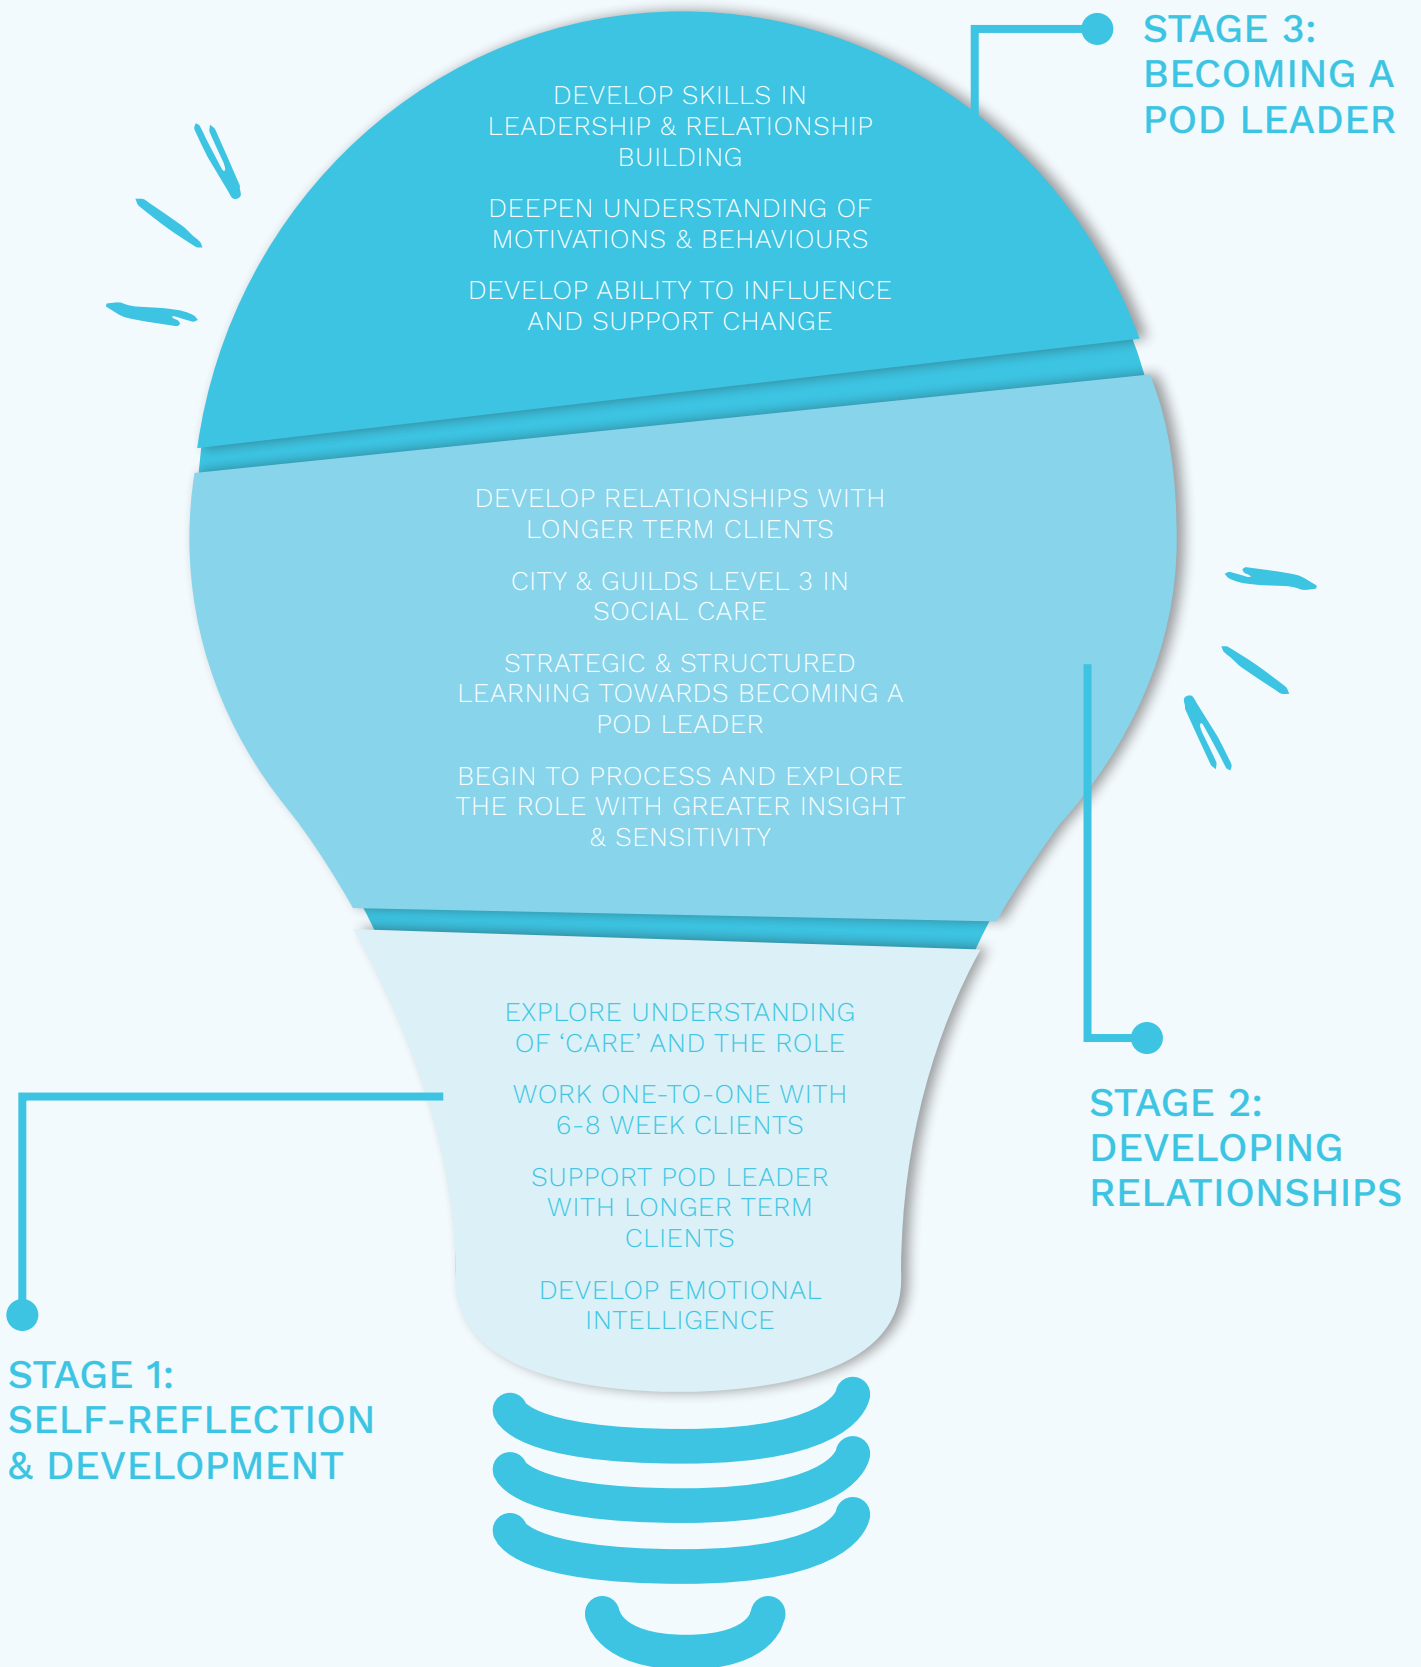 STAGE 3:
BECOMING A
POD LEADER
DEVELOP SKILLS IN
LEADERSHIP & RELATIONSHIP
BUILDING
DEEPEN UNDERSTANDING OF
MOTIVATIONS & BEHAVIOURS
DEVELOP ABILITY TO INFLUENCE
AND SUPPORT CHANGE
DEVELOP RELATIONSHIPS WITH
LONGER TERM CLIENTS
CITY & GUILDS LEVEL 3 IN
SOCIAL CARE
STRATEGIC & STRUCTURED
LEARNING TOWARDS BECOMING A
POD LEADER
BEGIN TO PROCESS AND EXPLORE
THE ROLE WITH GREATER INSIGHT
& SENSITIVITY
STAGE 2:
DEVELOPING
RELATIONSHIPS
EXPLORE UNDERSTANDING
OF ‘CARE’ AND THE ROLE
WORK ONE-TO-ONE WITH
6-8 WEEK CLIENTS
SUPPORT POD LEADER
WITH LONGER TERM
CLIENTS
DEVELOP EMOTIONAL
INTELLIGENCE
STAGE 1:
SELF-REFLECTION
& DEVELOPMENT